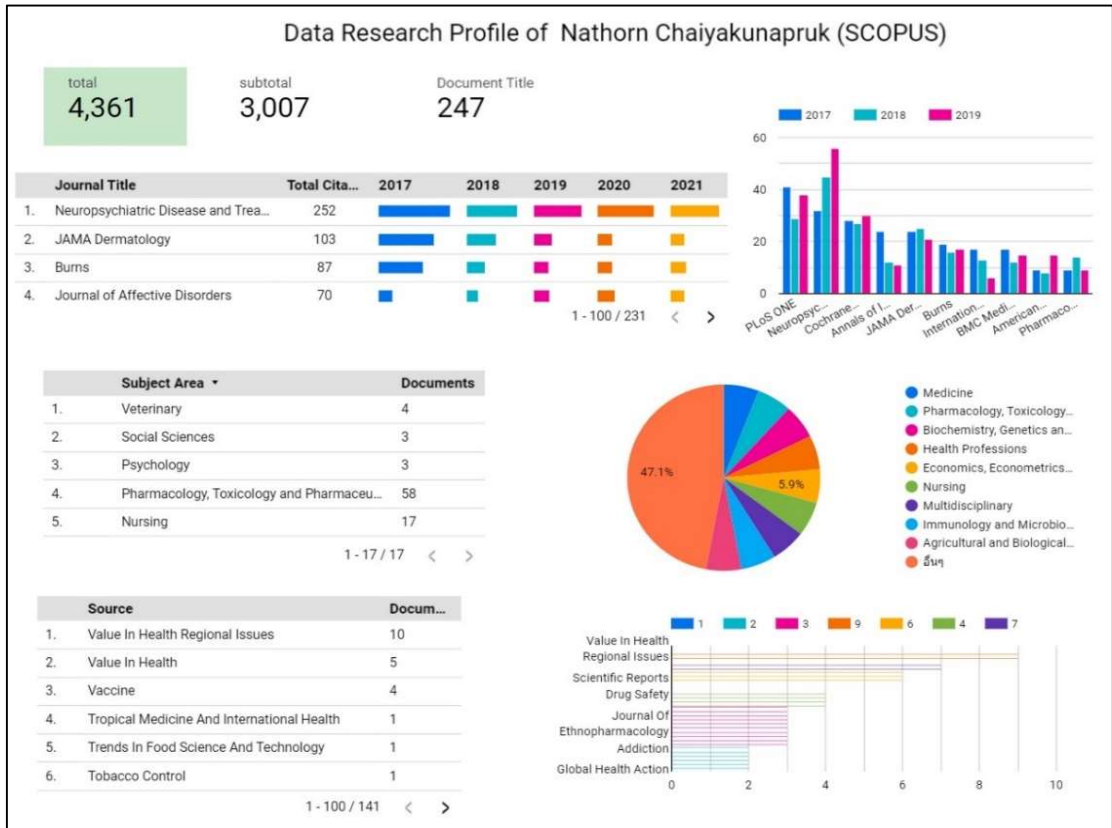 Data Research Profile of Nathorn Chaiyakunapruk (SCOPUS)
total
4,361
subtotal
3,007
Document Title
247
Journal Title Total Cita... 2017 2018 2019 2020 2021
1. Neuropsychiatric Disease and Trea... 252
2. JAMA Dermatology 103
3. Burns 87
4. Journal of Affective Disorders 70
1 - 100 / 231 < >
2017 2018 2019
60
40
20
0
PLoS ONE
Neuropsyc...
Cochrane...
Annals of I...
JAMA Der...
Burns
Internation...
BMC Medi...
American...
Pharmaco...
Subject Area Documents
1. Veterinary 4
2. Social Sciences 3
3. Psychology 3
4. Pharmacology, Toxicology and Pharmaceu... 58
5. Nursing 17
1 - 17 / 17 < >
47.1%
5.9%
Medicine
Pharmacology, Toxicology...
Biochemistry, Genetics an...
Health Professions
Economics, Econometrics...
Nursing
Multidisciplinary
Immunology and Microbio...
Agricultural and Biological...
อื่นๆ
Source Docum...
1. Value In Health Regional Issues 10
2. Value In Health 5
3. Vaccine 4
4. Tropical Medicine And International Health 1
5. Trends In Food Science And Technology 1
6. Tobacco Control 1
1 - 100 / 141 < >
1 2 3 9 6 4 7
Value In Health
Regional Issues
Scientific Reports
Drug Safety
Journal Of
Ethnopharmacology
Addiction
Global Health Action
0 2 4 6 8 10